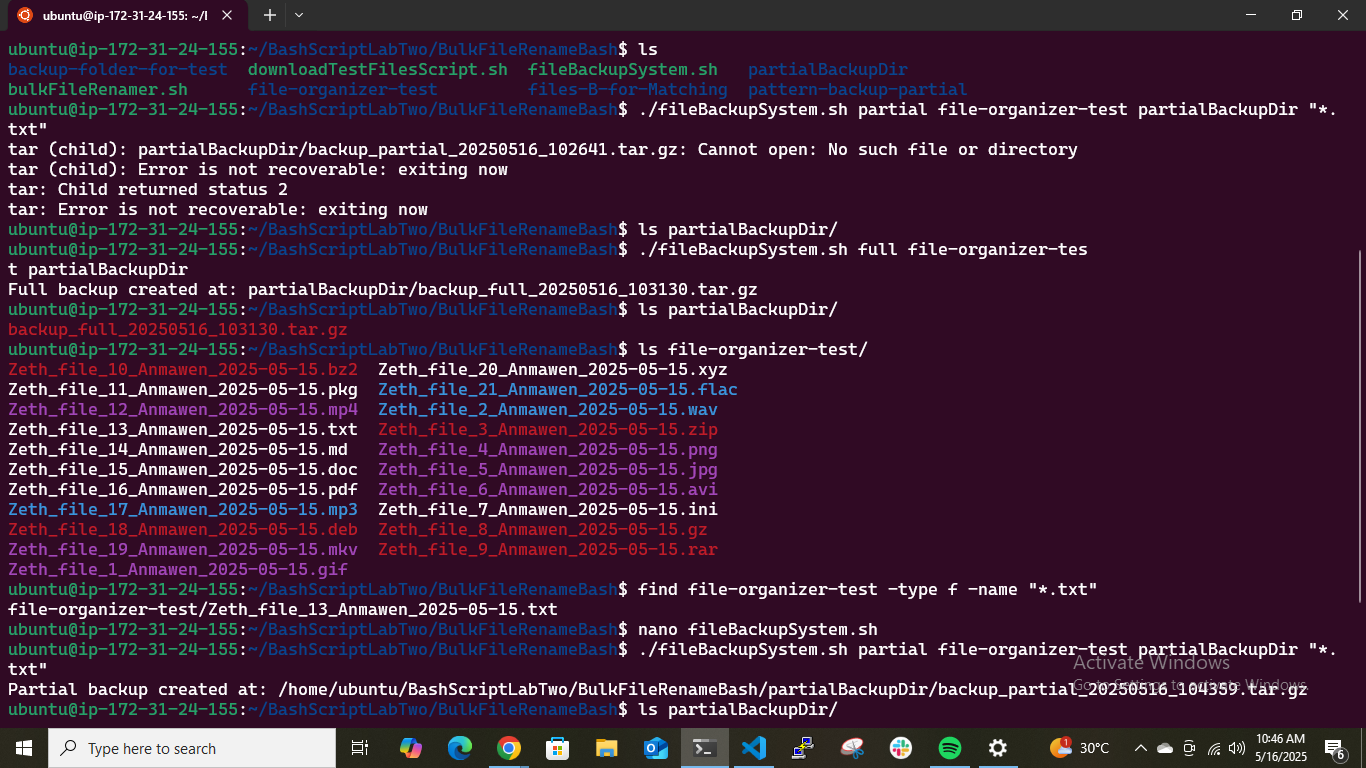 ubuntu@ip-172-31-24-155: ~/I
ubuntu@ip-172-31-24-155:~/BashScriptLabTwo/BulkFileRenameBash$ ls
backup-folder-for-test downloadTestFilesScript.sh fileBackupSystem.sh partialBackupDir
bulkFileRenamer.sh file-organizer-test files-B-for-Matching pattern-backup-partial
ubuntu@ip-172-31-24-155:~/BashScriptLabTwo/BulkFileRenameBash$ ./fileBackupSystem.sh partial file-organizer-test partialBackupDir "*.
txt"
tar (child): partialBackupDir/backup_partial_20250516_102641.tar.gz: Cannot open: No such file or directory
tar (child): Error is not recoverable: exiting now
tar: Child returned status 2
tar: Error is not recoverable: exiting now
ubuntu@ip-172-31-24-155:~/BashScriptLabTwo/BulkFileRenameBash$ ls partialBackupDir/
ubuntu@ip-172-31-24-155:~/BashScriptLabTwo/BulkFileRenameBash$ ./fileBackupSystem.sh full file-organizer-tes
t partialBackupDir
Full backup created at: partialBackupDir/backup_full_20250516_103130.tar.gz
ubuntu@ip-172-31-24-155:~/BashScriptLabTwo/BulkFileRenameBash$ ls partialBackupDir/
backup_full_20250516_103130.tar.gz
ubuntu@ip-172-31-24-155:~/BashScriptLabTwo/BulkFileRenameBash$ ls file-organizer-test/
Zeth_file_10_Anmawen_2025-05-15.bz2 Zeth_file_20_Anmawen_2025-05-15.xyz
Zeth_file_11_Anmawen_2025-05-15.pkg Zeth_file_21_Anmawen_2025-05-15.flac
Zeth_file_12_Anmawen_2025-05-15.mp4 Zeth_file_2_Anmawen_2025-05-15.wav
Zeth_file_13_Anmawen_2025-05-15.txt Zeth_file_3_Anmawen_2025-05-15.zip
Zeth_file_14_Anmawen_2025-05-15.md Zeth_file_4_Anmawen_2025-05-15.png
Zeth_file_15_Anmawen_2025-05-15.doc Zeth_file_5_Anmawen_2025-05-15.jpg
Zeth_file_16_Anmawen_2025-05-15.pdf Zeth_file_6_Anmawen_2025-05-15.avi
Zeth_file_17_Anmawen_2025-05-15.mp3 Zeth_file_7_Anmawen_2025-05-15.ini
Zeth_file_18_Anmawen_2025-05-15.deb Zeth_file_8_Anmawen_2025-05-15.gz
Zeth_file_19_Anmawen_2025-05-15.mkv Zeth_file_9_Anmawen_2025-05-15.rar
Zeth_file_1_Anmawen_2025-05-15.gif
ubuntu@ip-172-31-24-155:~/BashScriptLabTwo/BulkFileRenameBash$ find file-organizer-test -type f -name "*.txt"
file-organizer-test/Zeth_file_13_Anmawen_2025-05-15.txt
ubuntu@ip-172-31-24-155:~/BashScriptLabTwo/BulkFileRenameBash$ nano fileBackupSystem.sh
ubuntu@ip-172-31-24-155:~/BashScriptLabTwo/BulkFileRenameBash$ ./fileBackupSystem.sh partial file-organizer-test partialBackupDir "*.
txt"
Activate Windows
Go to Settings to activate Windows.
Partial backup created at: /home/ubuntu/BashScriptLabTwo/BulkFileRenameBash/partialBackupDir/backup_partial_20250516_104359.tar.gz
ubuntu@ip-172-31-24-155:~/BashScriptLabTwo/BulkFileRenameBash$ ls partialBackupDir/
Type here to search
1
30°C
10:46 AM
5/16/2025
6